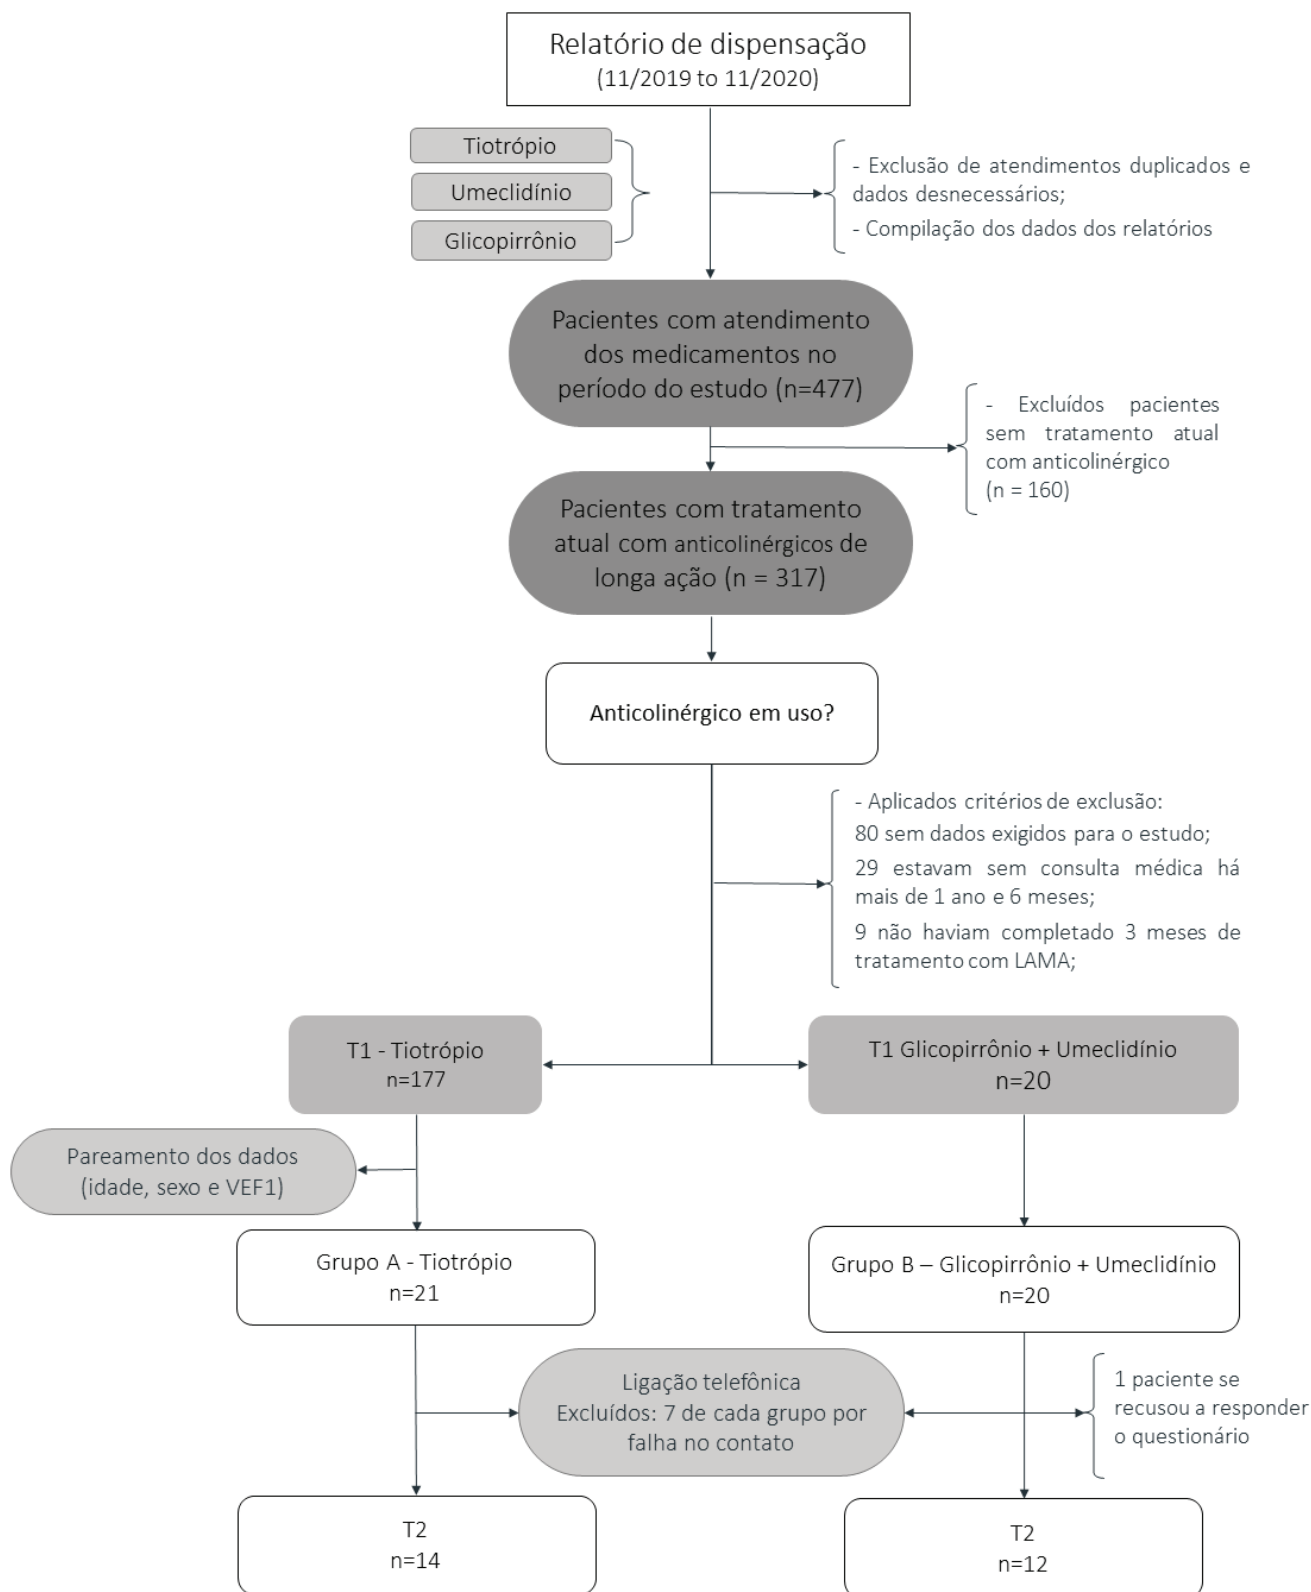 Relatório de dispensação
(11/2019 to 11/2020)
Tiotrópio
Umeclidínio
Glicopirrônio
- Exclusão de atendimentos duplicados e
dados desnecessários;
- Compilação dos dados dos relatórios
Pacientes com atendimento
dos medicamentos no
período do estudo (n=477)
- Excluídos pacientes
sem tratamento atual
com anticolinérgico
(n = 160)
Pacientes com tratamento
atual com anticolinérgicos de
longa ação (n = 317)
Anticolinérgico em uso?
- Aplicados critérios de exclusão:
80 sem dados exigidos para o estudo;
29 estavam sem consulta médica há
mais de 1 ano e 6 meses;
9 não haviam completado 3 meses de
tratamento com LAMA;
T1 - Tiotrópio
n=177
T1 Glicopirrônio + Umeclidínio
n=20
Pareamento dos dados
(idade, sexo e VEF1)
Grupo A - Tiotrópio
n=21
Grupo B – Glicopirrônio + Umeclidínio
n=20
Ligação telefônica
Excluídos: 7 de cada grupo por
falha no contato
1 paciente se
recusou a responder
o questionário
T2
n=14
T2
n=12